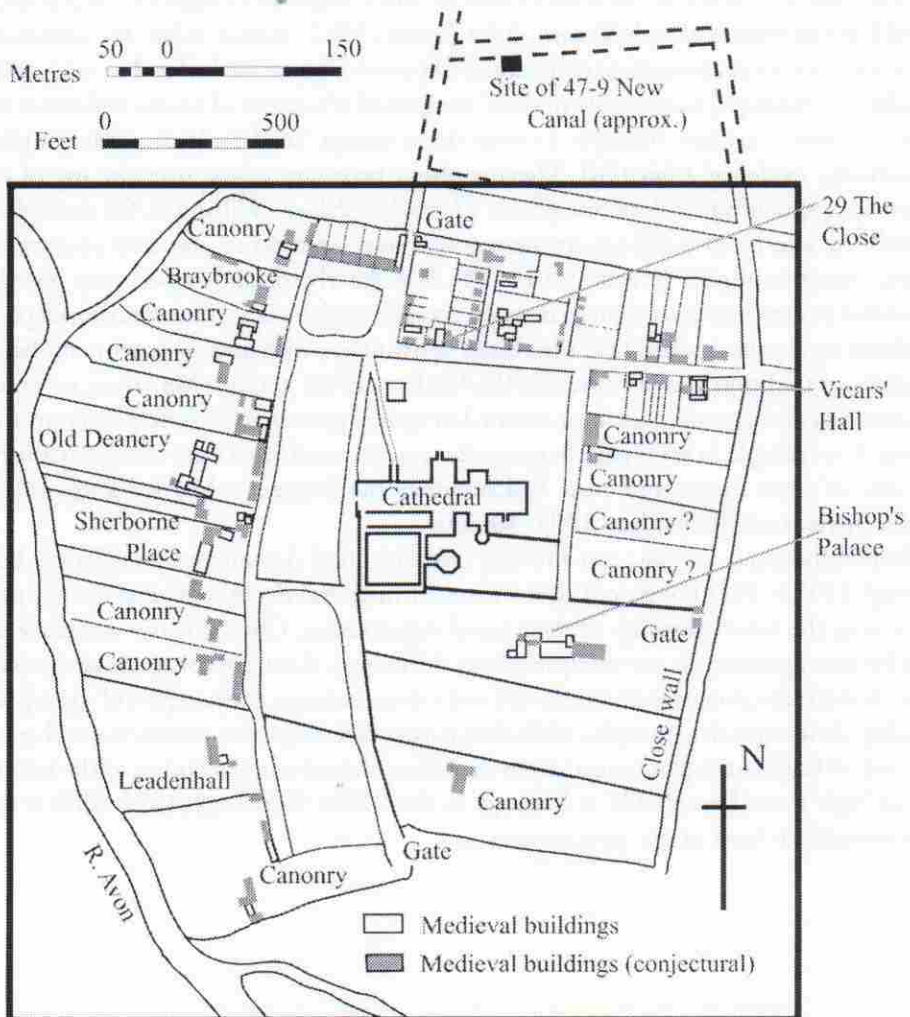 50 0 150
Metres
Feet
0 500
Site of 47-9 New
Canal (approx.)
29 The
Close
Gate
Canonry
Braybrooke
Canonry
Canonry
Canonry
Old Deanery
Sherborne
Place
Canonry
Canonry
Leadenhall
Canonry
R. Avon
Cathedral
Vicars'
Hall
Canonry
Canonry
Canonry ?
Canonry ?
Bishop's
Palace
Gate
Close wall
Canonry
Gate
N
Medieval buildings
Medieval buildings (conjectural)